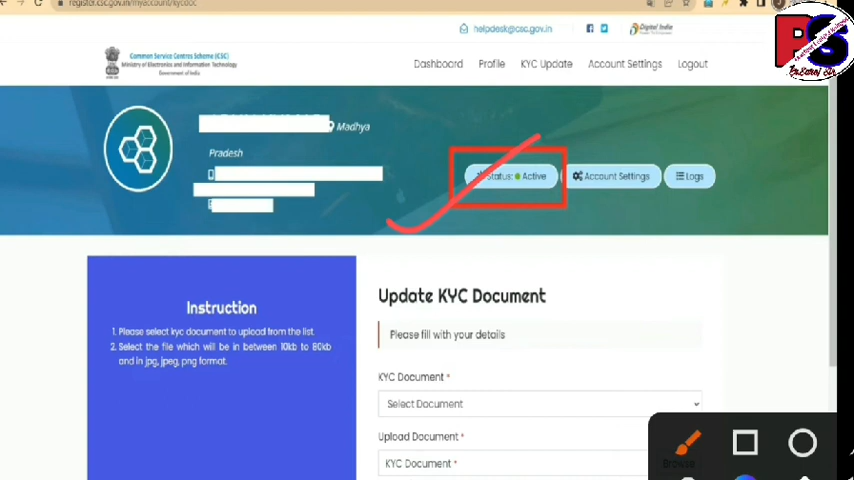 register.csc.gov.in/myaccount/kycdoc
helpdesk@csc.gov.in
Digital India
PS
Common Service Centres Scheme (CSC)
Ministry of Electronics and Information Technology
Government of India
Dashboard Profile KYC Update Account Settings Logout
Madhya
Pradesh
Status: Active Account Settings Logs
Instruction
1. Please select kyc document to upload from the list.
2. Select the file which will be in between 10kb to 80kb
and in jpg, jpeg, png format.
Update KYC Document
Please fill with your details
KYC Document *
Select Document
Upload Document *
KYC Document *
Browse